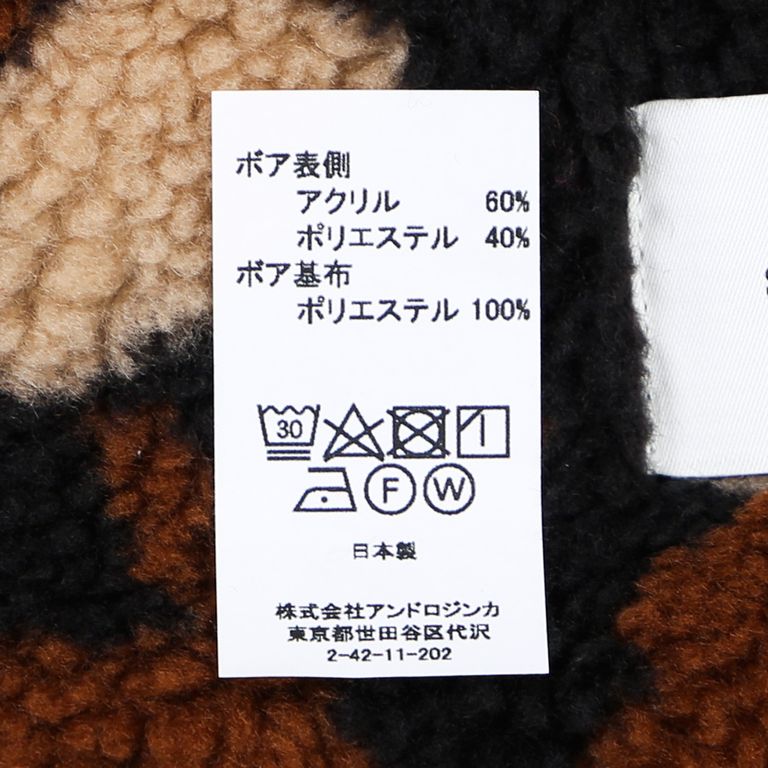 ボア表側
アクリル 60%
ポリエステル 40%
ボア基布
ポリエステル 100%
30
F W
日本製
株式会社アンドロジンカ
東京都世田谷区代沢
2-42-11-202